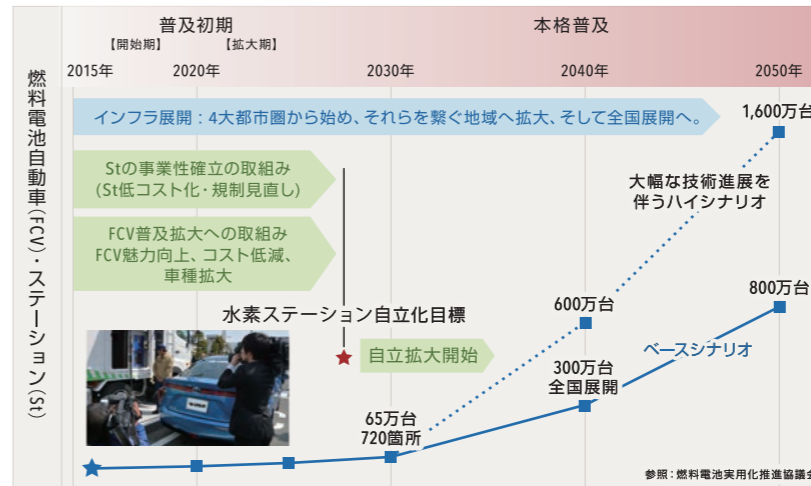 普及初期
本格普及
【開始期】
【拡大期】
2015年
2020年
2030年
2040年
2050年
燃料電池自動車(FCV)・ステーション(St)
インフラ展開：4大都市圏から始め、それらを繋ぐ地域へ拡大、そして全国展開へ。
1,600万台
Stの事業性確立の取組み
(St低コスト化・規制見直し)
大幅な技術進展を
伴うハイシナリオ
FCV普及拡大への取組み
FCV魅力向上、コスト低減、
車種拡大
800万台
600万台
水素ステーション自立化目標
ベースシナリオ
自立拡大開始
300万台
全国展開
65万台
720箇所
参照：燃料電池実用化推進協議会